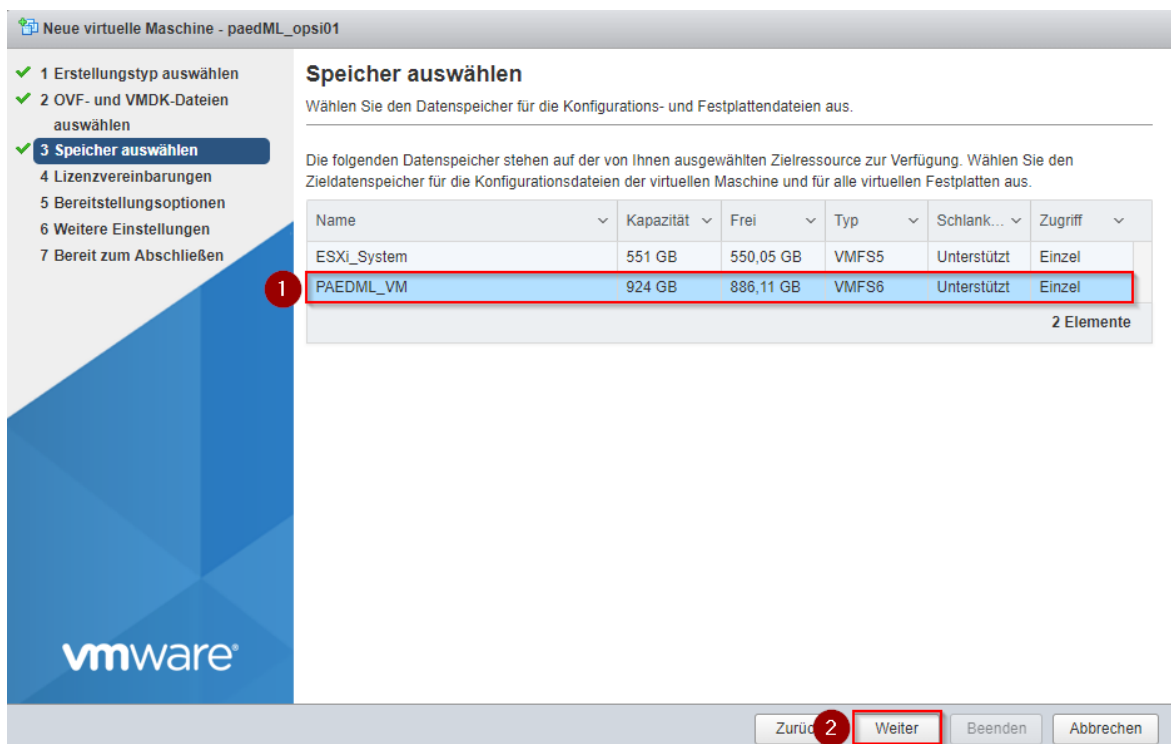 Neue virtuelle Maschine - paedML_opsi01
1 Erstellungstyp auswählen
2 OVF- und VMDK-Dateien
auswählen
3 Speicher auswählen
4 Lizenzvereinbarungen
5 Bereitstellungsoptionen
6 Weitere Einstellungen
7 Bereit zum Abschließen
vmware®
Speicher auswählen
Wählen Sie den Datenspeicher für die Konfigurations- und Festplattendateien aus.
Die folgenden Datenspeicher stehen auf der von Ihnen ausgewählten Zielressource zur Verfügung. Wählen Sie den
Zieldatenspeicher für die Konfigurationsdateien der virtuellen Maschine und für alle virtuellen Festplatten aus.
Name Kapazität Frei Typ Schlank... Zugriff
ESXi_System 551 GB 550,05 GB VMFS5 Unterstützt Einzel
1 PAEDML_VM 924 GB 886,11 GB VMFS6 Unterstützt Einzel
2 Elemente
Zurüc 2 Weiter Beenden Abbrechen